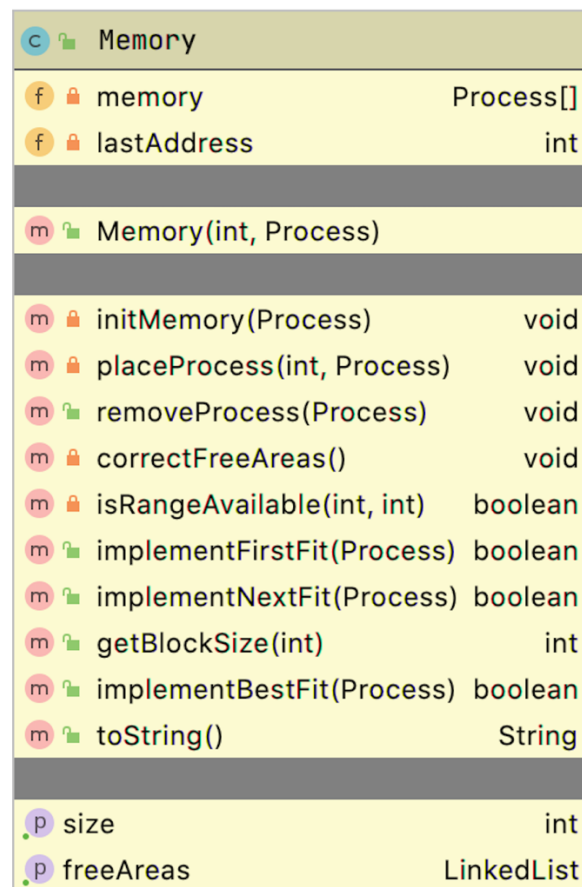 c Memory
f memory Process[]
f lastAddress int
m Memory(int, Process)
m initMemory(Process) void
m placeProcess(int, Process) void
m removeProcess(Process) void
m correctFreeAreas() void
m isRangeAvailable(int, int) boolean
m implementFirstFit(Process) boolean
m implementNextFit(Process) boolean
m getBlockSize(int) int
m implementBestFit(Process) boolean
m toString() String
p size int
p freeAreas LinkedList